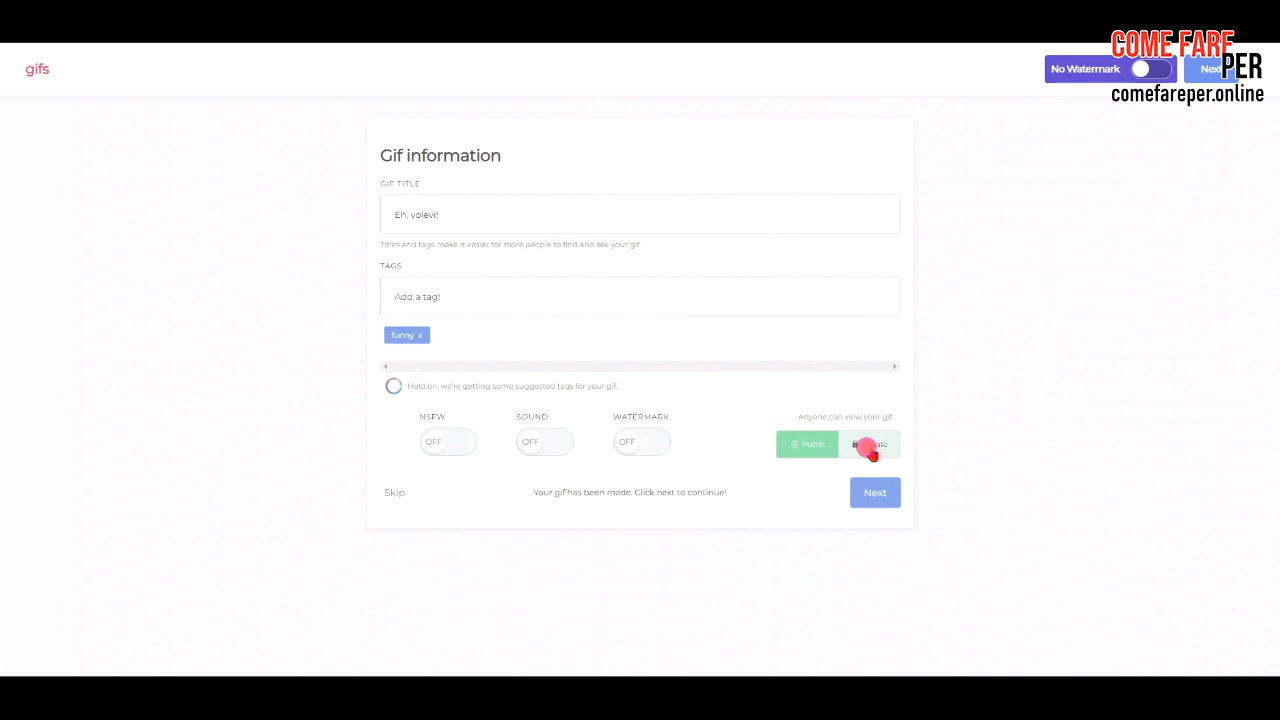 COME FARE
PER
comefareper.online
gifs
No Watermark
Gif information
GIF TITLE
Eh, volevi!
Titles and tags make it easier for more people to find and see your gif.
TAGS
Add a tag!
funny x
Hold on, we're getting some suggested tags for your gif.
NSFW
SOUND
WATERMARK
Anyone can view your gif.
OFF
OFF
OFF
Public
Skip
Your gif has been made. Click next to continue!
Next